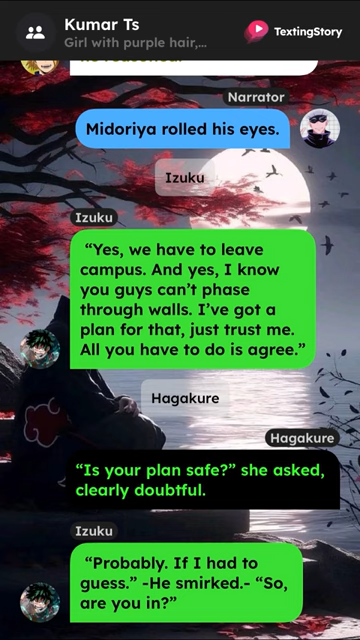 Kumar Ts
Girl with purple hair,...
TextingStory
Narrator
Midoriya rolled his eyes.
Izuku
Izuku
“Yes, we have to leave
campus. And yes, I know
you guys can’t phase
through walls. I’ve got a
plan for that, just trust me.
All you have to do is agree.”
Hagakure
Hagakure
“Is your plan safe?” she asked,
clearly doubtful.
Izuku
“Probably. If I had to
guess.” -He smirked.- “So,
are you in?”